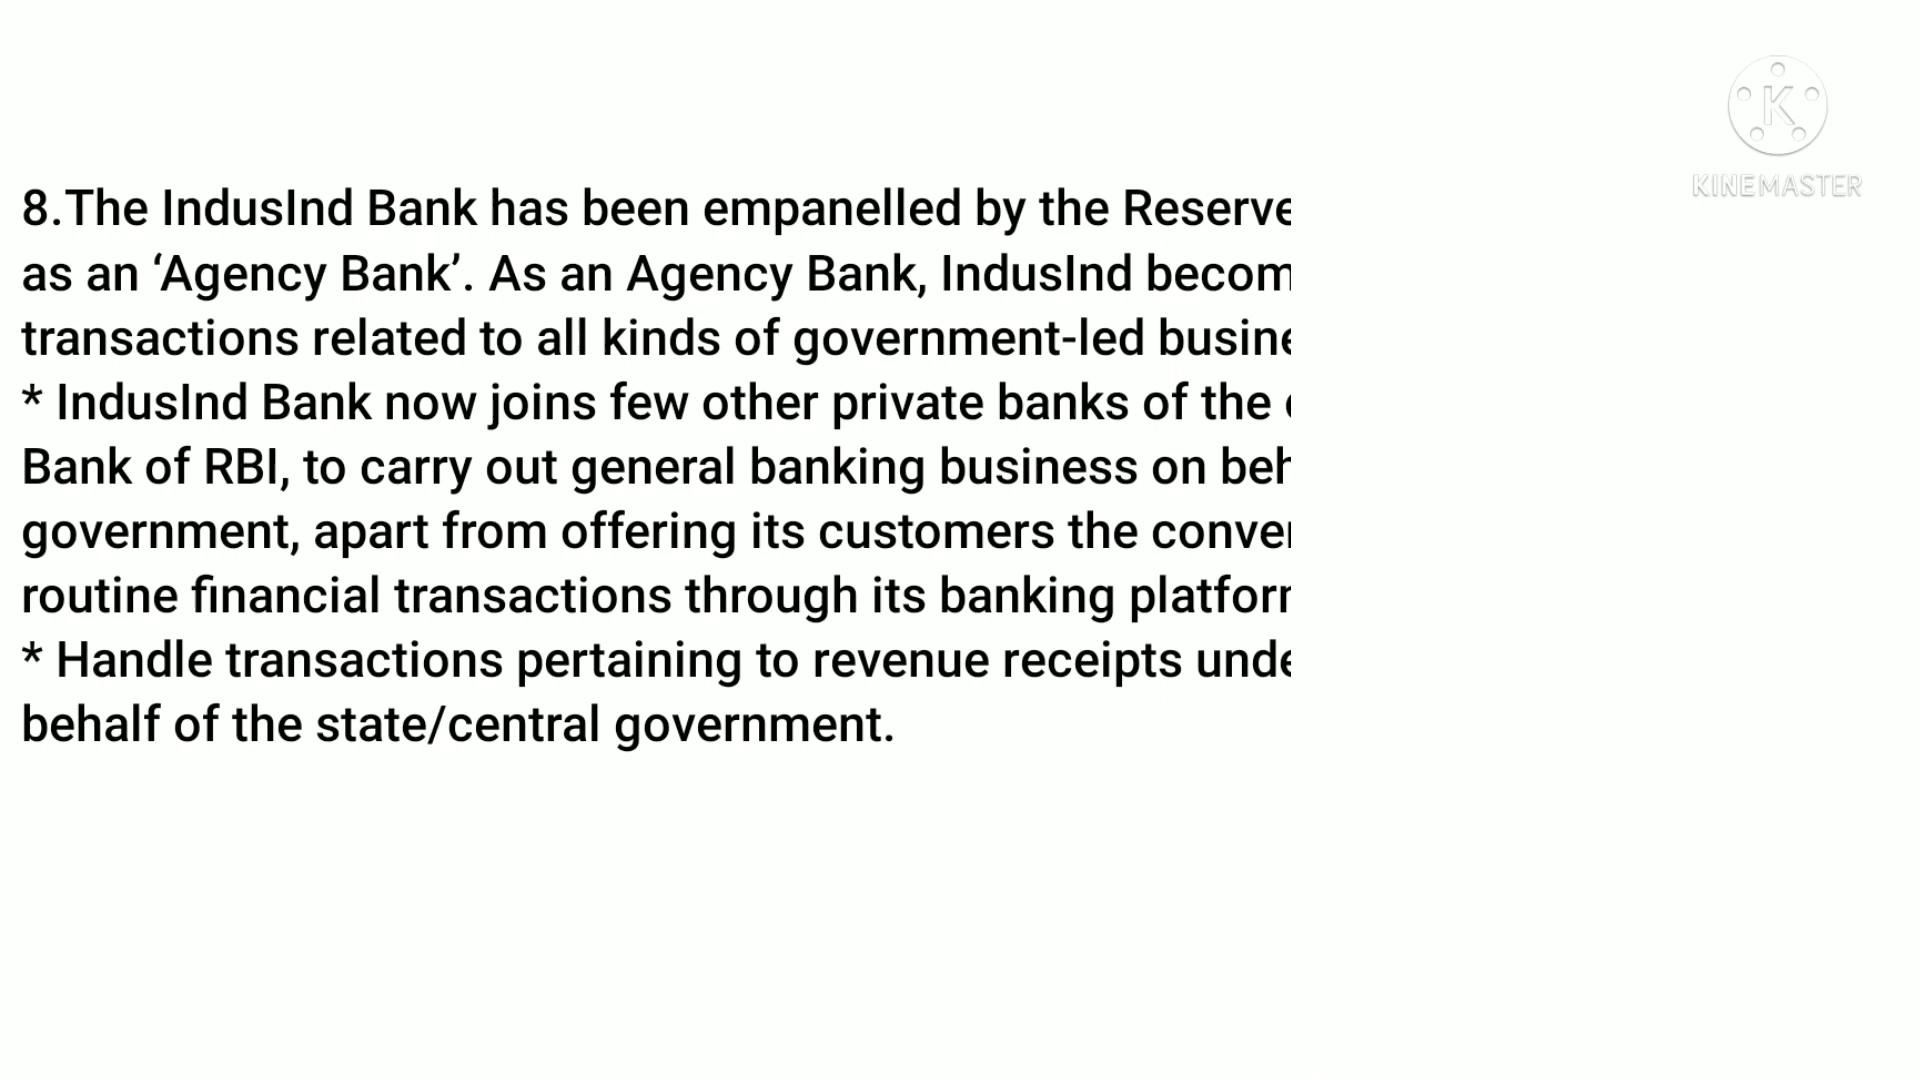 8.The IndusInd Bank has been empanelled by the Reserve
as an ‘Agency Bank’. As an Agency Bank, IndusInd becom
transactions related to all kinds of government-led busine
* IndusInd Bank now joins few other private banks of the
Bank of RBI, to carry out general banking business on beh
government, apart from offering its customers the conve
routine financial transactions through its banking platfor
* Handle transactions pertaining to revenue receipts unde
behalf of the state/central government.
K
KINEMASTER